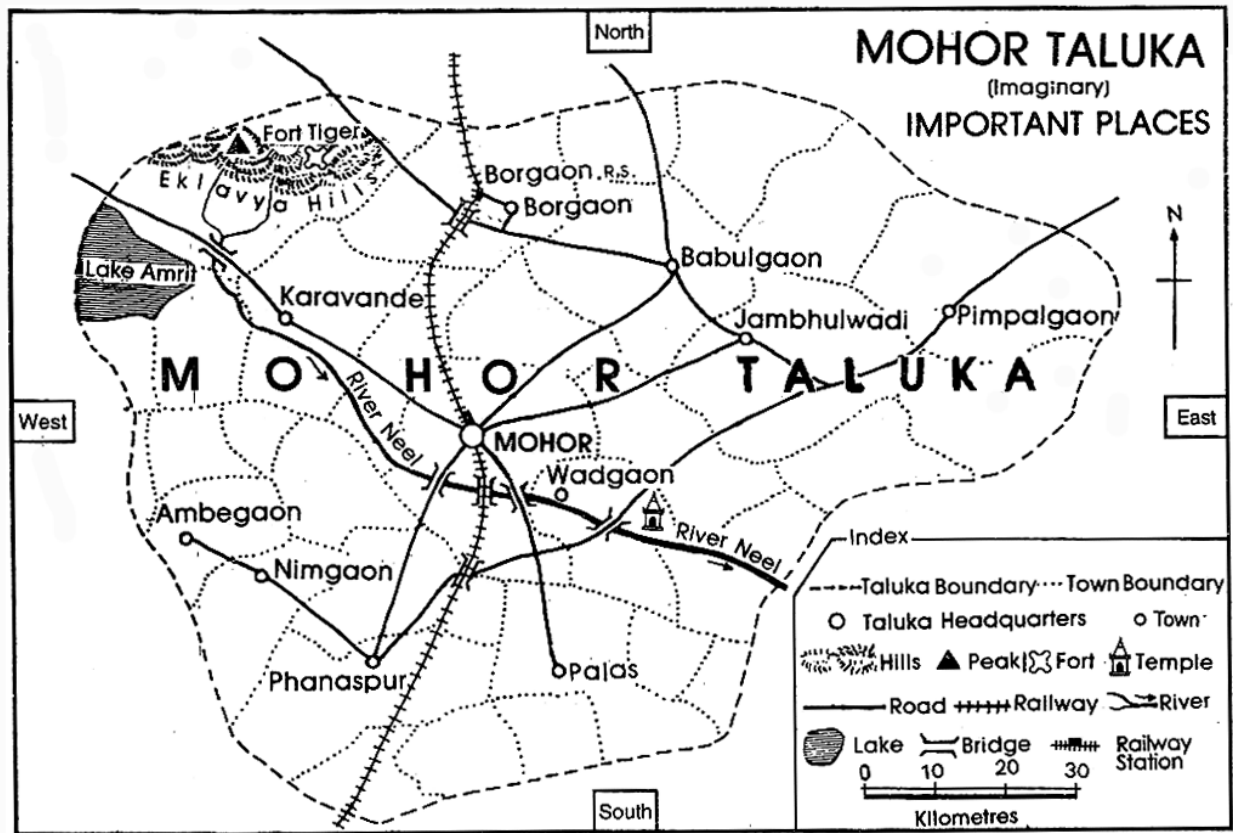 North
MOHOR TALUKA
(Imaginary)
IMPORTANT PLACES
Fort Tiger
Eklavya Hills
Borgaon R.S.
Borgaon
N
Lake Amrit
Babulgaon
Karavande
Jambhulwadi
Pimpalgaon
MOHOR TALUKA
River Neel
West
East
MOHOR
Wadgaon
Ambegaon
River Neel
Nimgaon
Phanaspur
Palas
Index
Taluka Boundary Town Boundary
Taluka Headquarters Town
Hills Peak Fort Temple
Road Railway River
Lake Bridge Railway Station
0 10 20 30
Kilometres
South